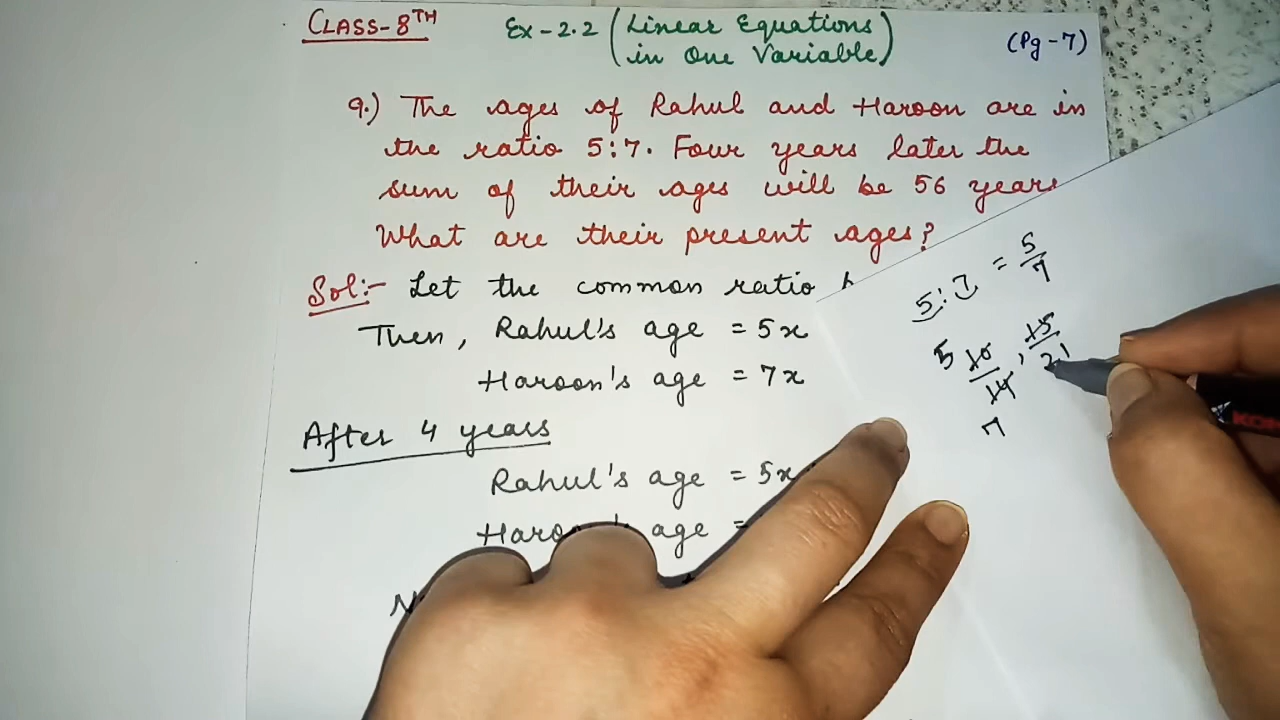 CLASS-8TH Ex-2.2 (Linear Equations in One Variable) (Pg-7)
9.) The ages of Rahul and Haroon are in
the ratio 5:7. Four years later the
sum of their ages will be 56 years
What are their present ages?
Sol:- Let the common ratio
Then, Rahul's age = 5x
Haroon's age = 7x
After 4 years
Rahul's age = 5x
age =
5:7 = 5/7
5 10/14 , 15/21
7